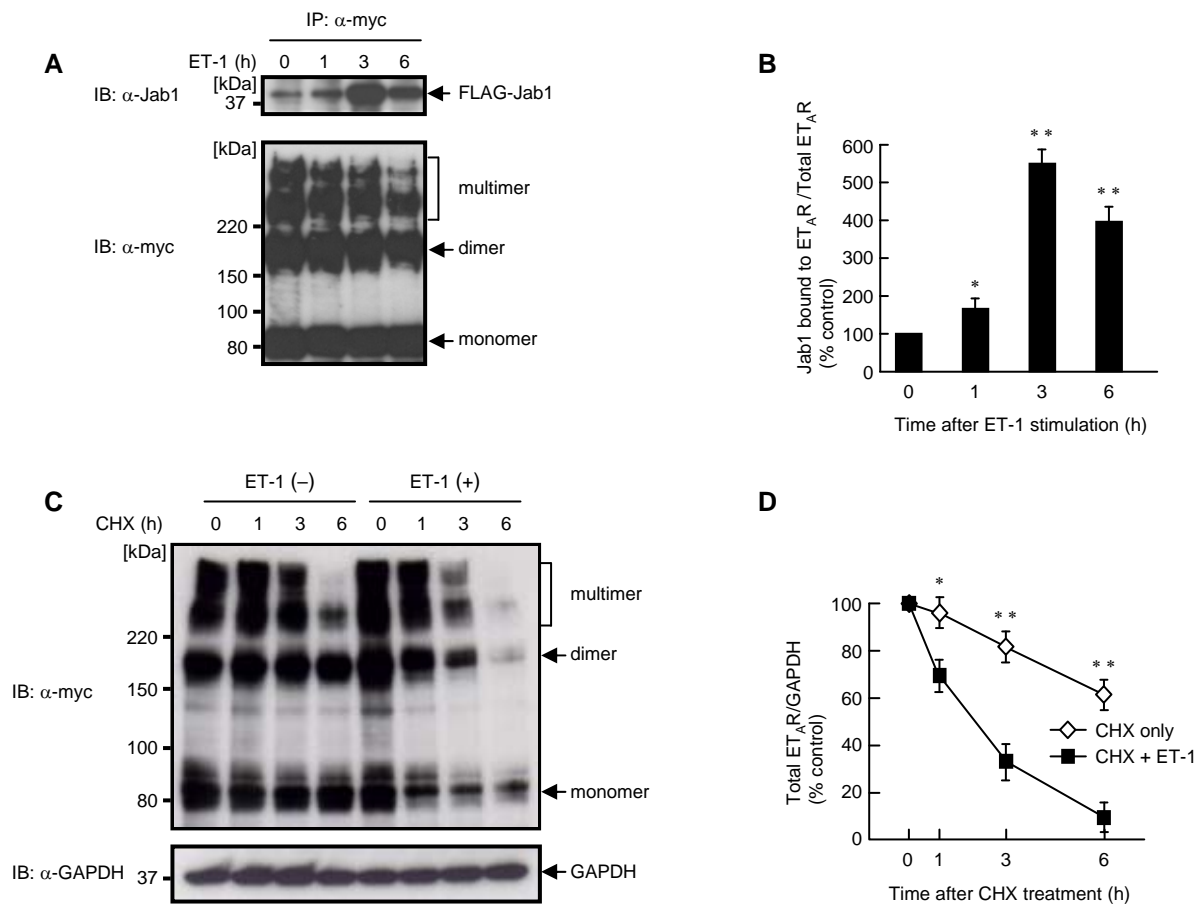 A
IP: α-myc
ET-1 (h) 0 1 3 6
[kDa]
IB: α-Jab1
37
FLAG-Jab1
[kDa]
multimer
220
IB: α-myc
dimer
150
100
monomer
80
B
Jab1 bound to ETAR /Total ETAR
(% control)
600
500
400
300
200
100
0
*
* *
* *
0 1 3 6
Time after ET-1 stimulation (h)
C
ET-1 (–) ET-1 (+)
CHX (h) 0 1 3 6 0 1 3 6
[kDa]
multimer
220
dimer
IB: α-myc
150
100
monomer
80
IB: α-GAPDH
37
GAPDH
D
Total ETAR/GAPDH
(% control)
100
80
60
40
20
0
*
* *
* *
CHX only
CHX + ET-1
0 1 3 6
Time after CHX treatment (h)